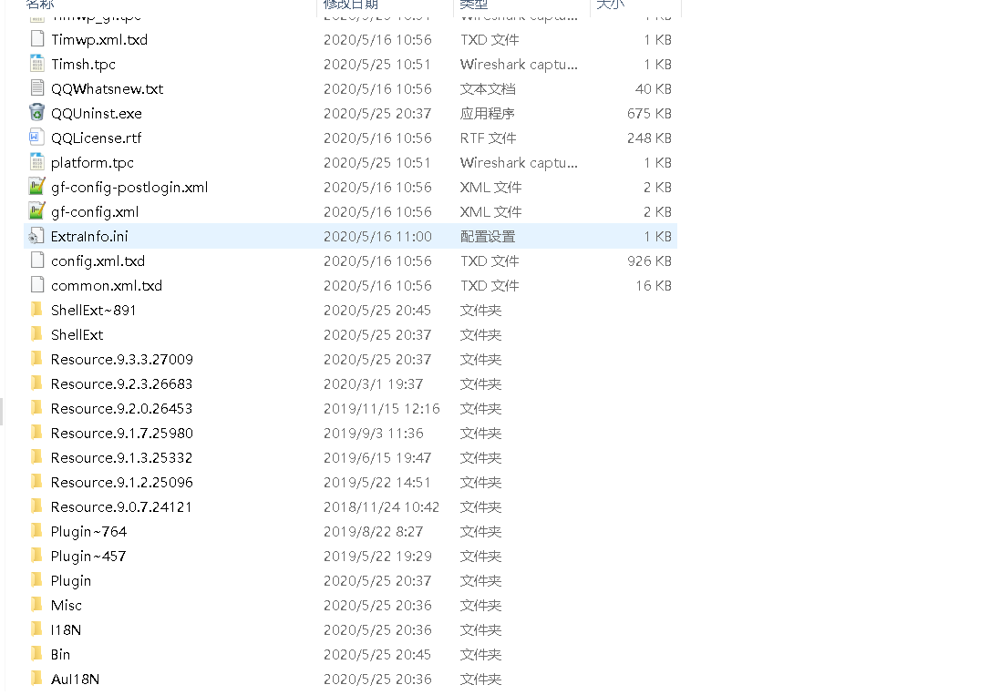 名称 修改日期 类型 大小
Timwp_gf.tpc 2020/5/25 10:51 Wireshark captu... 1 KB
Timwp.xml.txd 2020/5/16 10:56 TXD 文件 1 KB
Timsh.tpc 2020/5/25 10:51 Wireshark captu... 1 KB
QQWhatsnew.txt 2020/5/16 10:56 文本文档 40 KB
QQUninst.exe 2020/5/25 20:37 应用程序 675 KB
QQLicense.rtf 2020/5/16 10:56 RTF 文件 248 KB
platform.tpc 2020/5/25 10:51 Wireshark captu... 1 KB
gf-config-postlogin.xml 2020/5/16 10:56 XML 文件 2 KB
gf-config.xml 2020/5/16 10:56 XML 文件 2 KB
ExtraInfo.ini 2020/5/16 11:00 配置设置 1 KB
config.xml.txd 2020/5/16 10:56 TXD 文件 926 KB
common.xml.txd 2020/5/16 10:56 TXD 文件 16 KB
ShellExt~891 2020/5/25 20:45 文件夹
ShellExt 2020/5/25 20:37 文件夹
Resource.9.3.3.27009 2020/5/25 20:37 文件夹
Resource.9.2.3.26683 2020/3/1 19:37 文件夹
Resource.9.2.0.26453 2019/11/15 12:16 文件夹
Resource.9.1.7.25980 2019/9/3 11:36 文件夹
Resource.9.1.3.25332 2019/6/15 19:47 文件夹
Resource.9.1.2.25096 2019/5/22 14:51 文件夹
Resource.9.0.7.24121 2018/11/24 10:42 文件夹
Plugin~764 2019/8/22 8:27 文件夹
Plugin~457 2019/5/22 19:29 文件夹
Plugin 2020/5/25 20:37 文件夹
Misc 2020/5/25 20:36 文件夹
I18N 2020/5/25 20:36 文件夹
Bin 2020/5/25 20:45 文件夹
AuI18N 2020/5/25 20:36 文件夹